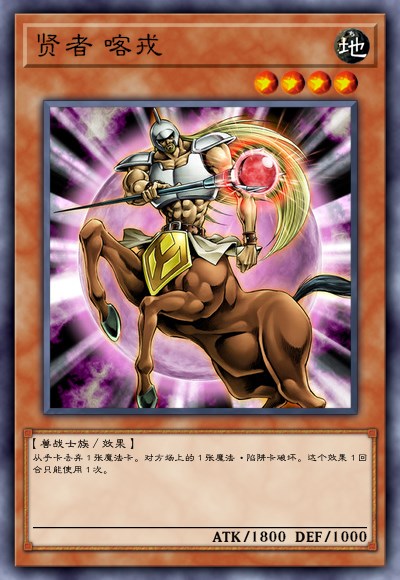 贤者 喀戎
地
【兽战士族/效果】
从手卡丢弃1张魔法卡。对方场上的1张魔法·陷阱卡破坏。这个效果1回
合只能使用1次。
ATK/1800 DEF/1000